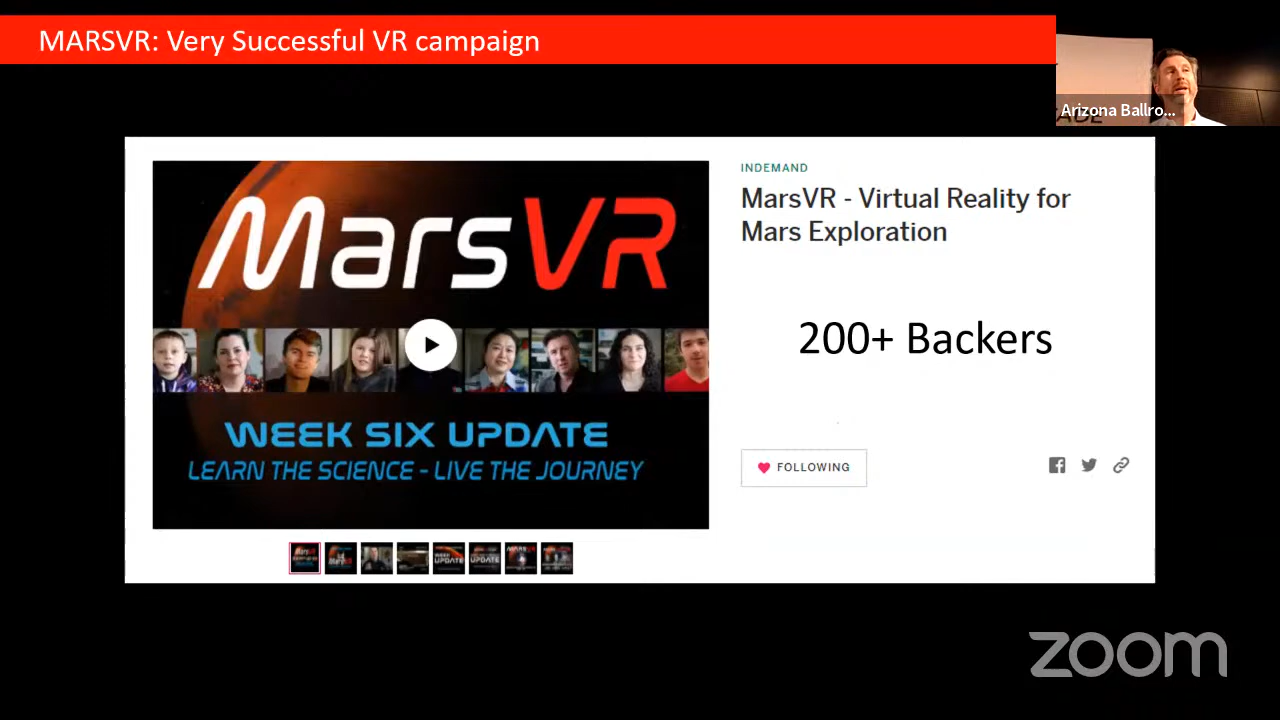 MARSVR: Very Successful VR campaign
Arizona Ballro...
MarsVR
WEEK SIX UPDATE
LEARN THE SCIENCE - LIVE THE JOURNEY
INDEMAND
MarsVR - Virtual Reality for
Mars Exploration
200+ Backers
FOLLOWING
zoom